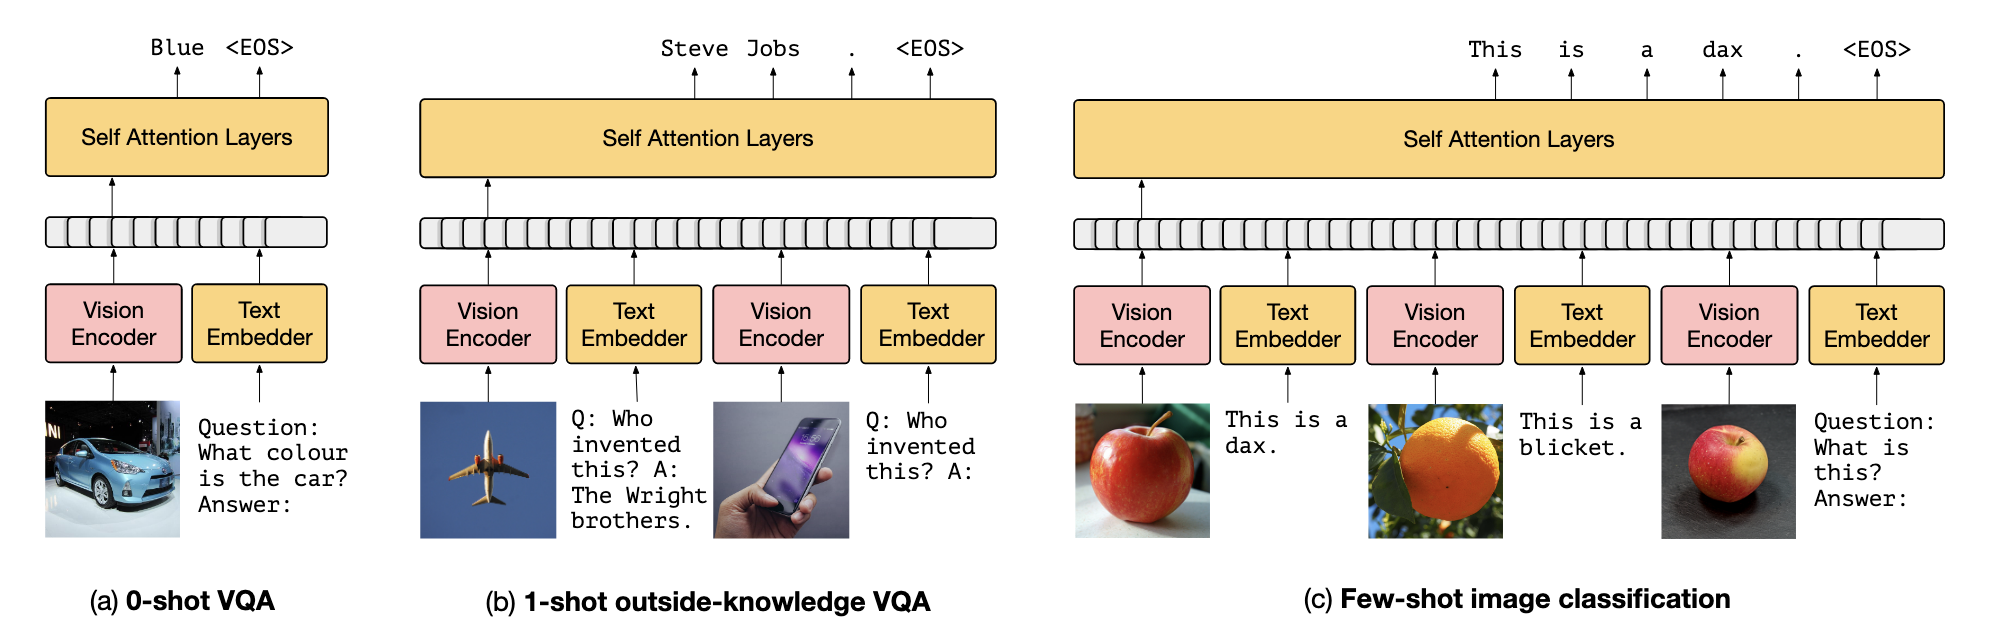 Blue <EOS>
Self Attention Layers
Vision
Encoder
Text
Embedder
NI
Question:
What colour
is the car?
Answer:
(a) 0-shot VQA
Steve Jobs . <EOS>
Self Attention Layers
Vision
Encoder
Text
Embedder
Vision
Encoder
Text
Embedder
Q: Who
invented
this? A:
The Wright
brothers.
Q: Who
invented
this? A:
(b) 1-shot outside-knowledge VQA
This is a dax . <EOS>
Self Attention Layers
Vision
Encoder
Text
Embedder
Vision
Encoder
Text
Embedder
Vision
Encoder
Text
Embedder
This is a
dax.
This is a
blicket.
Question:
What is
this?
Answer:
(c) Few-shot image classification